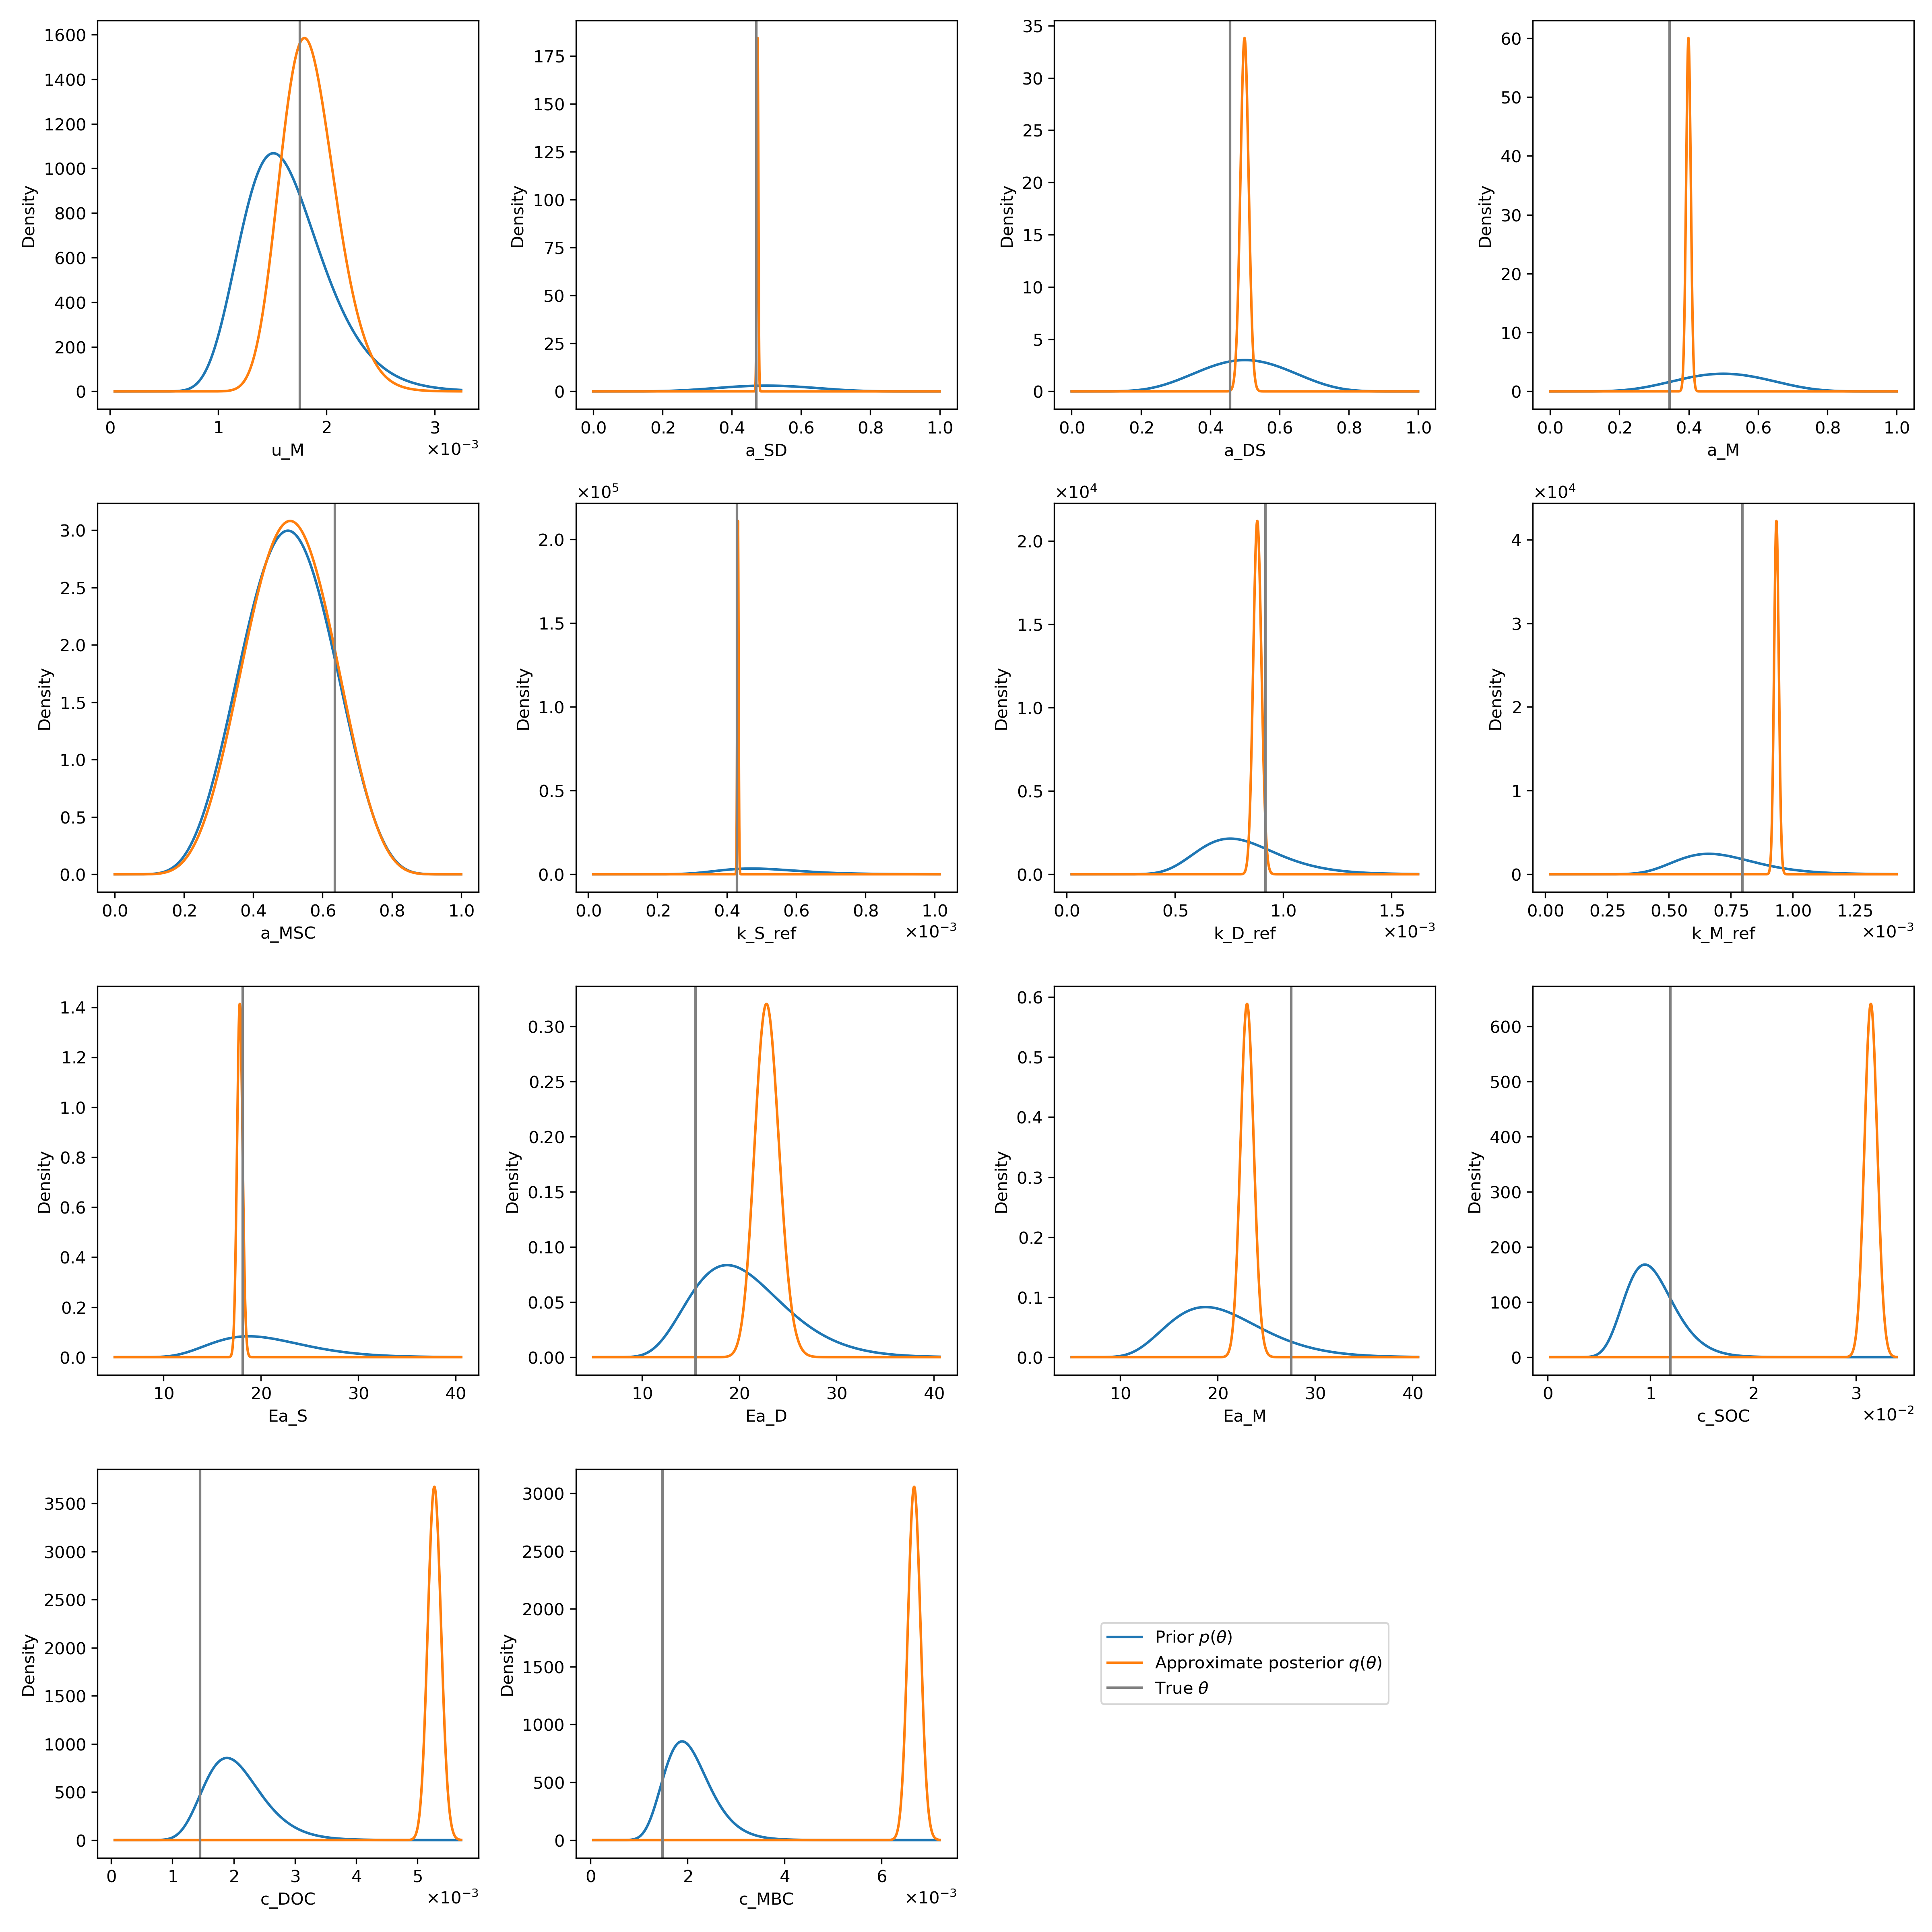 1600
1400
1200
1000
800
600
400
200
0
Density
0 1 2 3
×10⁻³
u_M
175
150
125
100
75
50
25
0
Density
0.0 0.2 0.4 0.6 0.8 1.0
a_SD
35
30
25
20
15
10
5
0
Density
0.0 0.2 0.4 0.6 0.8 1.0
a_DS
60
50
40
30
20
10
0
Density
0.0 0.2 0.4 0.6 0.8 1.0
a_M
3.0
2.5
2.0
1.5
1.0
0.5
0.0
Density
0.0 0.2 0.4 0.6 0.8 1.0
a_MSC
×10⁵
2.0
1.5
1.0
0.5
0.0
Density
0.0 0.2 0.4 0.6 0.8 1.0
×10⁻³
k_S_ref
×10⁴
2.0
1.5
1.0
0.5
0.0
Density
0.0 0.5 1.0 1.5
×10⁻³
k_D_ref
×10⁴
4
3
2
1
0
Density
0.00 0.25 0.50 0.75 1.00 1.25
×10⁻³
k_M_ref
1.4
1.2
1.0
0.8
0.6
0.4
0.2
0.0
Density
10 20 30 40
Ea_S
0.30
0.25
0.20
0.15
0.10
0.05
0.00
Density
10 20 30 40
Ea_D
0.6
0.5
0.4
0.3
0.2
0.1
0.0
Density
10 20 30 40
Ea_M
600
500
400
300
200
100
0
Density
0 1 2 3
×10⁻²
c_SOC
3500
3000
2500
2000
1500
1000
500
0
Density
0 1 2 3 4 5
×10⁻³
c_DOC
3000
2500
2000
1500
1000
500
0
Density
0 2 4 6
×10⁻³
c_MBC
Prior p(θ)
Approximate posterior q(θ)
True θ